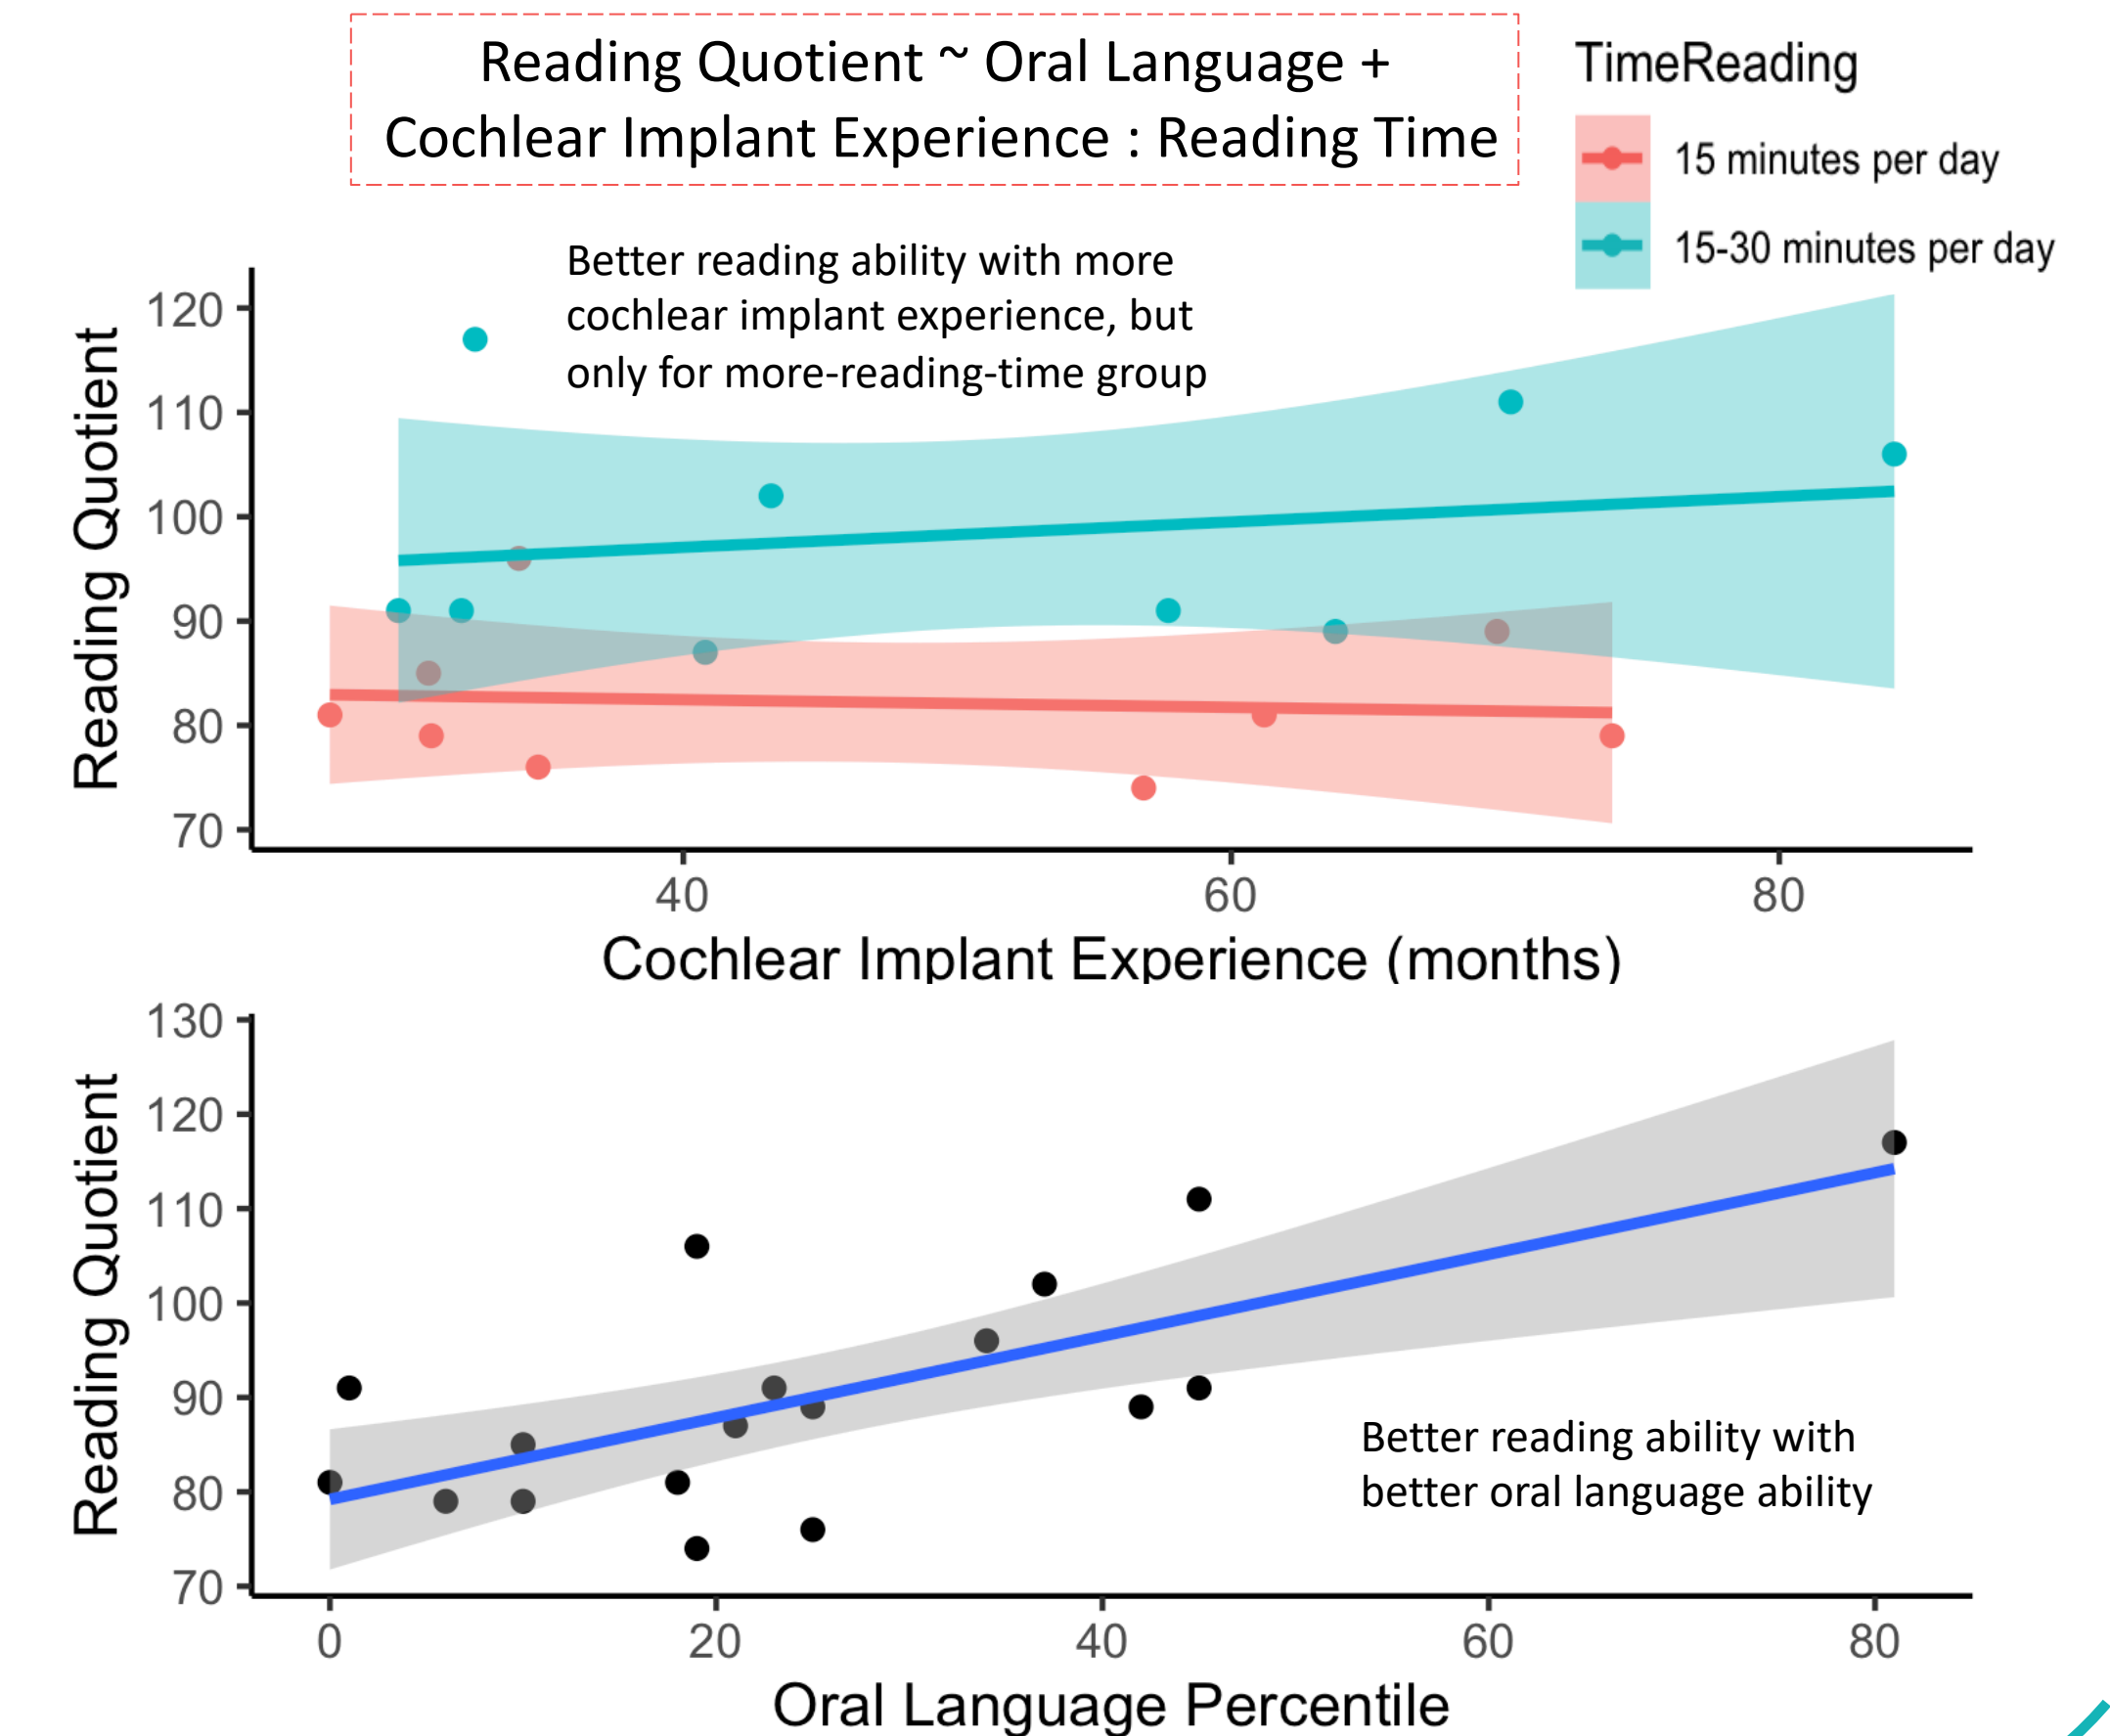 Reading Quotient ~ Oral Language +
Cochlear Implant Experience : Reading Time
TimeReading
15 minutes per day
15-30 minutes per day
Better reading ability with more
cochlear implant experience, but
only for more-reading-time group
Reading Quotient
120
110
100
90
80
70
40
60
80
Cochlear Implant Experience (months)
Reading Quotient
130
120
110
100
90
80
70
Better reading ability with
better oral language ability
0
20
40
60
80
Oral Language Percentile